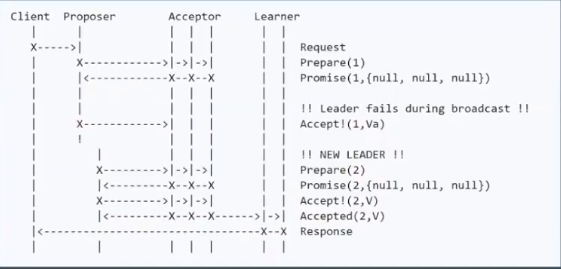 Client   Proposer      Acceptor     Learner
   |         |          |  |  |       |  |
   X----->|         |  |  |       |  |  Request
   |         X------------>|->|->|       |  |  Prepare(1)
   |         |<------------X--X--X       |  |  Promise(1,{null, null, null})
   |         |          |  |  |       |  |
   |         |          |  |  |       |  |  !! Leader fails during broadcast !!
   |         X------------>|  |  |       |  |  Accept!(1,Va)
   |         !          |  |  |       |  |
   |            |       |  |  |       |  |  !! NEW LEADER !!
   |            X--------->|->|->|       |  |  Prepare(2)
   |            |<---------X--X--X       |  |  Promise(2,{null, null, null})
   |            X--------->|->|->|       |  |  Accept!(2,V)
   |            |<---------X--X--X------>|->|  Accepted(2,V)
   |<---------------------------------X--X  Response
   |            |       |  |  |       |  |